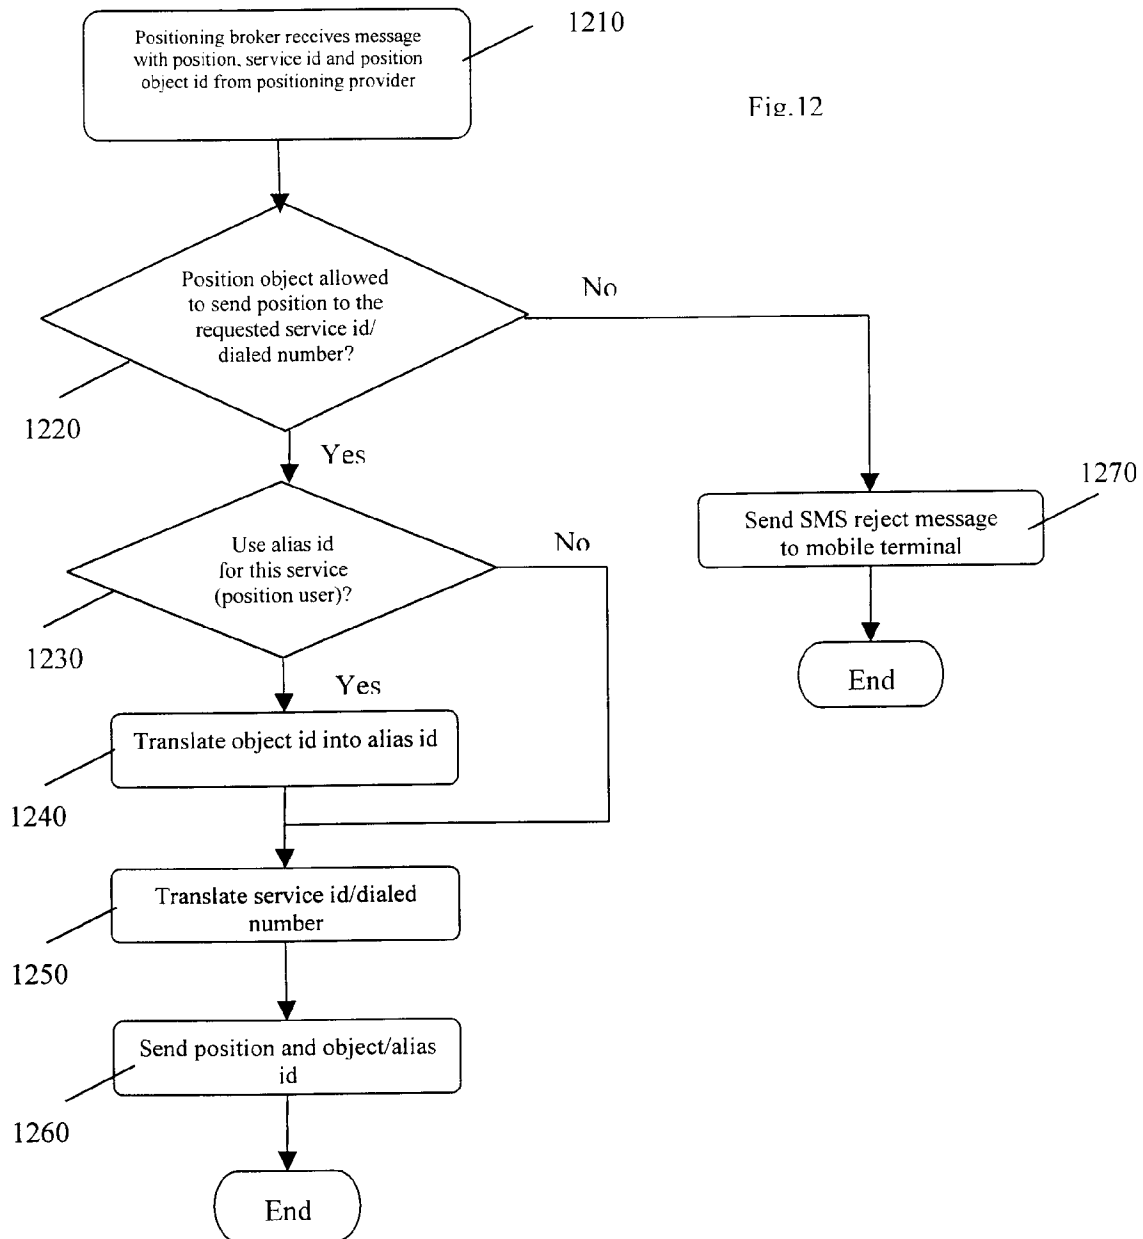 Positioning broker receives message
with position, service id and position
object id from positioning provider
1210
Fig.12
Position object allowed
to send position to the
requested service id/
dialed number?
No
1220
Yes
1270
Send SMS reject message
to mobile terminal
Use alias id
for this service
(position user)?
No
1230
End
Yes
Translate object id into alias id
1240
Translate service id/dialed
number
1250
Send position and object/alias
id
1260
End